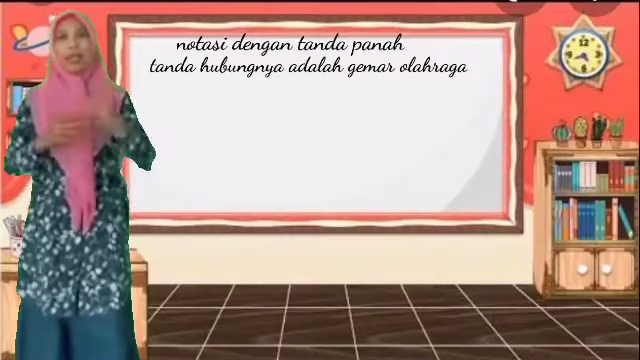 notasi dengan tanda panah
tanda hubungnya adalah gemar olahraga